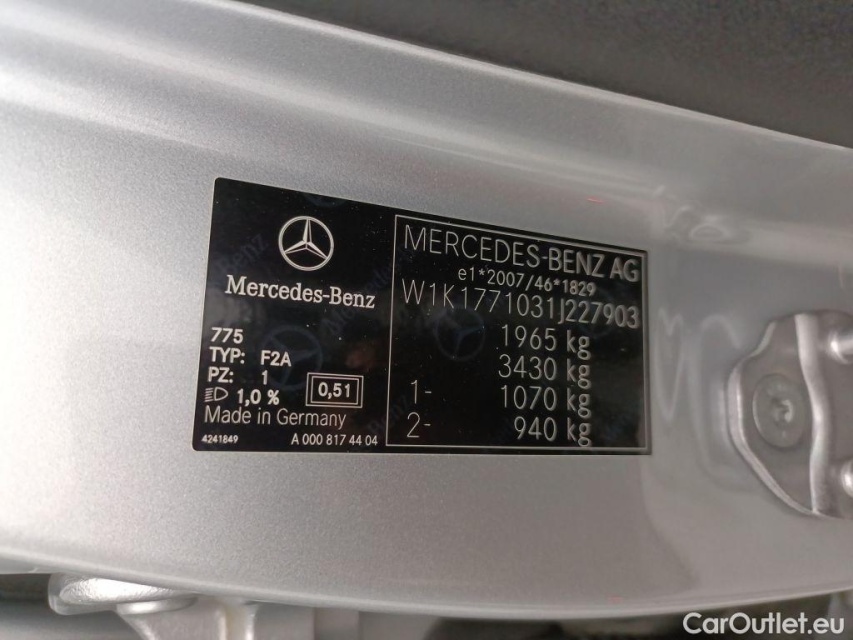 Mercedes-Benz
775
TYP: F2A
PZ: 1
1,0 %
0,51
Made in Germany
4241849 A 000 817 44 04
MERCEDES-BENZ AG
e1*2007/46*1829
W1K1771031J227903
1965 kg
3430 kg
1- 1070 kg
2- 940 kg
CarOutlet.eu